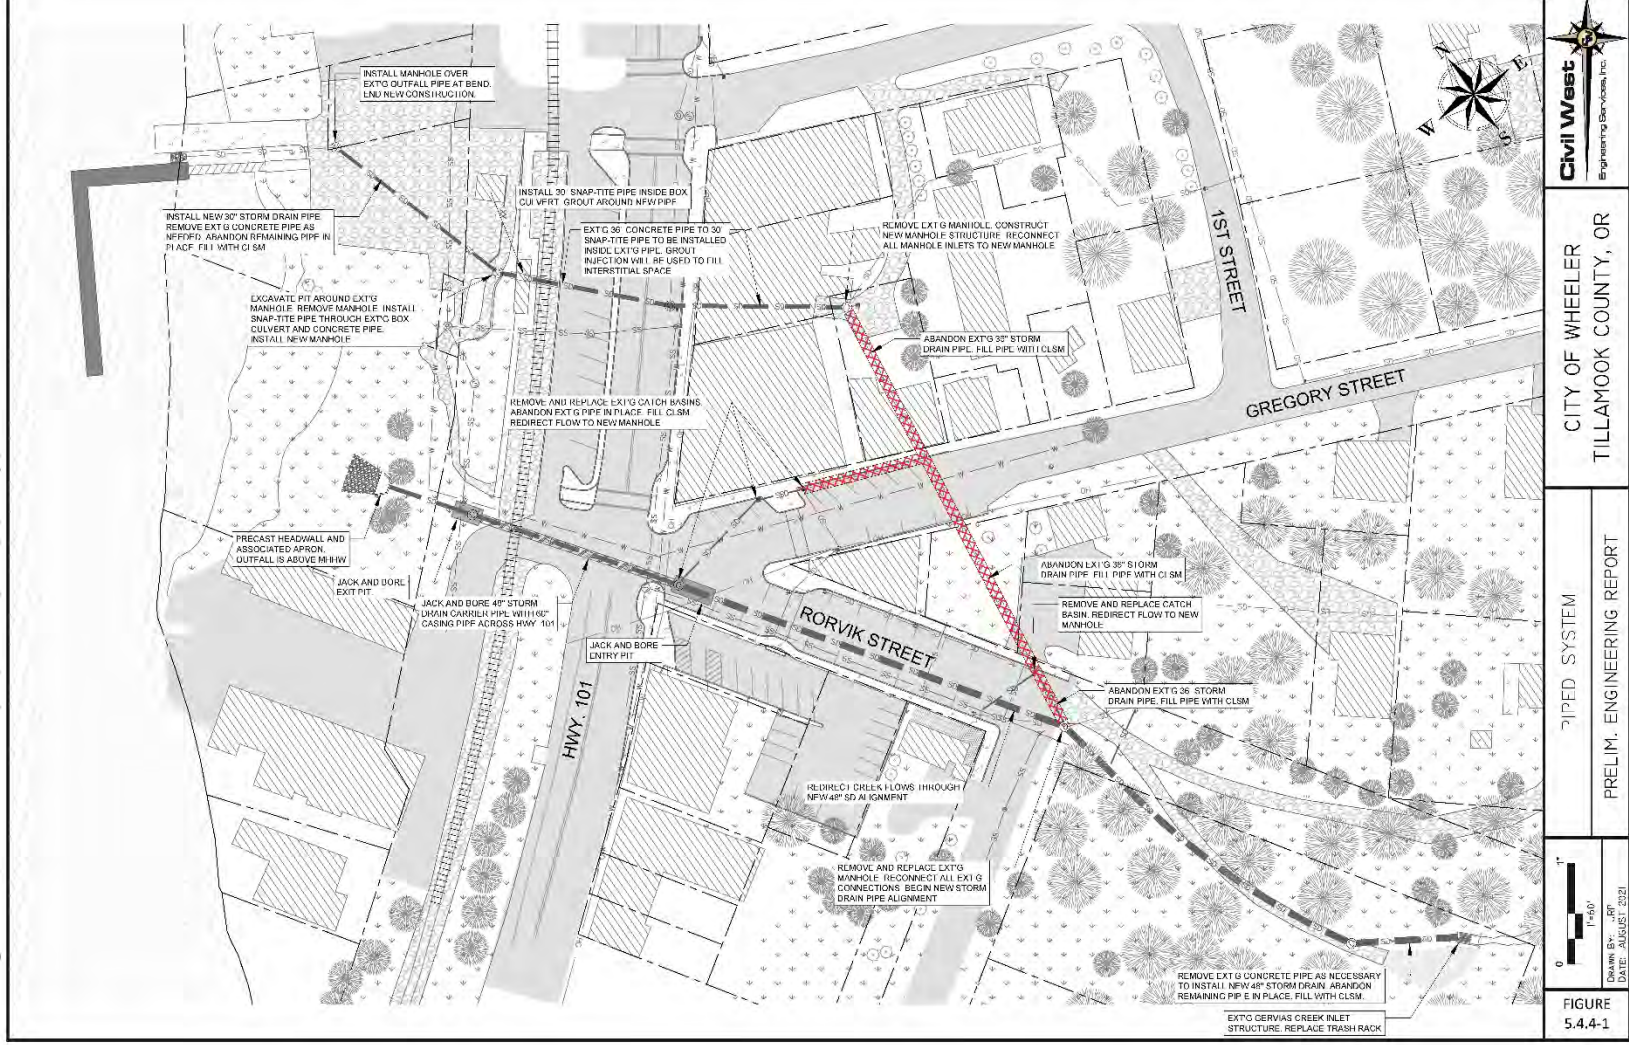 INSTALL MANHOLE OVER
EXT'G OUTFALL PIPE AT BEND.
END NEW CONSTRUCTION.
INSTALL NEW 30" STORM DRAIN PIPE
REMOVE EXT'G CONCRETE PIPE AS
NEEDED. ABANDON REMAINING PIPE IN
PLACE. FILL WITH CLSM
EXCAVATE PIT AROUND EXT'G
MANHOLE. REMOVE MANHOLE. INSTALL
SNAP-TITE PIPE THROUGH EXT'G BOX
CULVERT AND CONCRETE PIPE.
INSTALL NEW MANHOLE
INSTALL 30" SNAP-TITE PIPE INSIDE BOX
CULVERT. GROUT AROUND NEW PIPE
EXT'G 36" CONCRETE PIPE TO 30"
SNAP-TITE PIPE TO BE INSTALLED
INSIDE EXT'G PIPE. GROUT
INJECTION WILL BE USED TO FILL
INTERSTITIAL SPACE
REMOVE EXT'G MANHOLE. CONSTRUCT
NEW MANHOLE STRUCTURE. RECONNECT
ALL MANHOLE INLETS TO NEW MANHOLE
ABANDON EXT'G STORM
DRAIN PIPE. FILL PIPE WITH CLSM
REMOVE AND REPLACE EXT'G CATCH BASINS
ABANDON EXT'G PIPE IN PLACE. FILL CLSM
REDIRECT FLOW TO NEW MANHOLE
1ST STREET
GREGORY STREET
PRECAST HEADWALL AND
ASSOCIATED APRON.
OUTFALL IS ABOVE MHHW
JACK AND BORE
EXIT PIT
JACK AND BORE 48" STORM
DRAIN CARRIER PIPE WITH 60"
CASING PIPE ACROSS HWY 101
JACK AND BORE
ENTRY PIT
HWY. 101
RORVIK STREET
ABANDON EXT'G STORM
DRAIN PIPE. FILL PIPE WITH CLSM
REMOVE AND REPLACE CATCH
BASIN. REDIRECT FLOW TO NEW
MANHOLE
ABANDON EXT'G 36" STORM
DRAIN PIPE. FILL PIPE WITH CLSM
REDIRECT CREEK FLOWS THROUGH
NEW 48" SD ALIGNMENT
REMOVE AND REPLACE EXT'G
MANHOLE. RECONNECT ALL EXT'G
CONNECTIONS. BEGIN NEW STORM
DRAIN PIPE ALIGNMENT
REMOVE EXT'G CONCRETE PIPE AS NECESSARY
TO INSTALL NEW 48" STORM DRAIN. ABANDON
REMAINING PIPE IN PLACE. FILL WITH CLSM.
EXT'G GERVIAS CREEK INLET
STRUCTURE. REPLACE TRASH RACK
N
E
W
S
Civil West
Engineering Services, Inc.
CITY OF WHEELER
TILLAMOOK COUNTY, OR
PIPED SYSTEM
PRELIM. ENGINEERING REPORT
0
1"
1"=60'
DRAWN BY:
DATE: AUGUST 2021
FIGURE
5.4.4-1